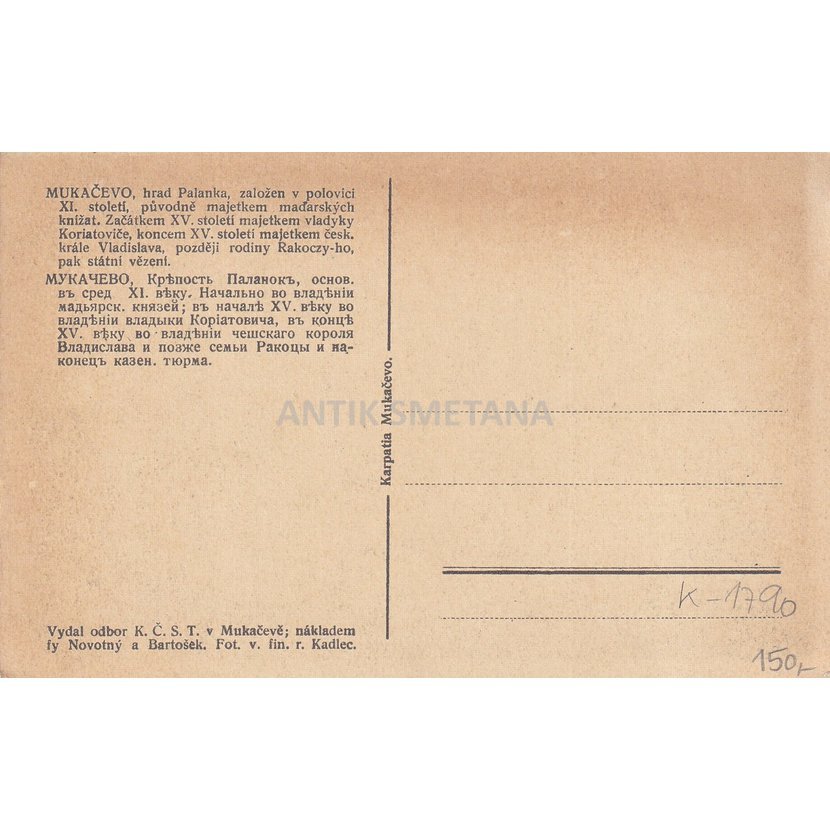 MUKAČEVO, hrad Palanka, založen v polovici
XI. století, původně majetkem maďarských
knížat. Začátkem XV. století majetkem vladyky
Koriatoviče, koncem XV. století majetkem česk.
krále Vladislava, později rodiny Rakoczy-ho,
pak státní vězení.
МУКАЧЕВО, Крѣпость Паланокъ, основ.
въ сред XI. вѣку. Начально во владѣніи
мадьярск. князей; въ началѣ XV. вѣку во
владѣніи владыки Коріатовича, въ концѣ
XV. вѣку во владѣніи чешскаго короля
Владислава и позже семьи Ракоцы и на-
конецъ казен. тюрма.
Karpatia Mukačevo.
ANTIK SMETANA
K-1790
150,-
Vydal odbor K. Č. S. T. v Mukačevě; nákladem
fy Novotný a Bartošek. Fot. v. fin. r. Kadlec.